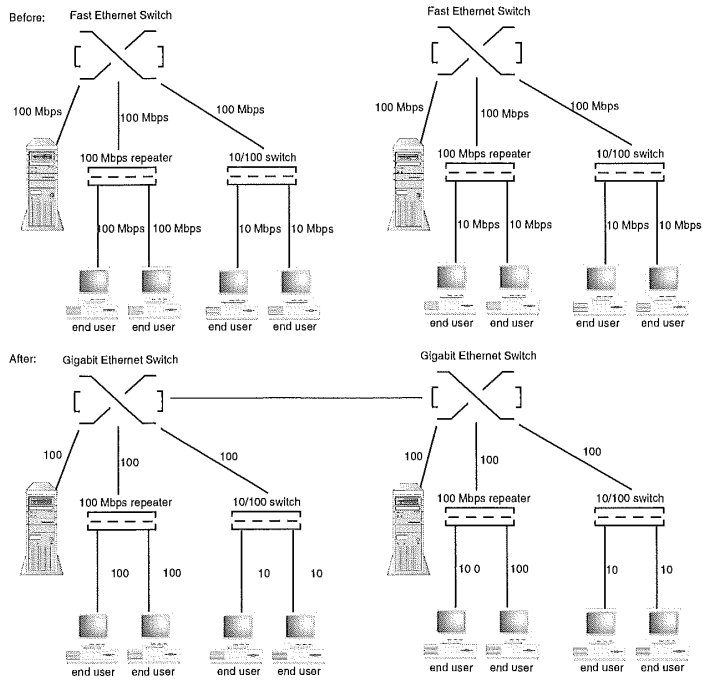 Before:
Fast Ethernet Switch
Fast Ethernet Switch
100 Mbps
100 Mbps
100 Mbps
100 Mbps
100 Mbps
100 Mbps
100 Mbps repeater
10/100 switch
100 Mbps repeater
10/100 switch
100 Mbps
100 Mbps
10 Mbps
10 Mbps
10 Mbps
10 Mbps
10 Mbps
10 Mbps
end user
end user
end user
end user
end user
end user
end user
end user
After:
Gigabit Ethernet Switch
Gigabit Ethernet Switch
100
100
100
100
100
100
100 Mbps repeater
10/100 switch
100 Mbps repeater
10/100 switch
100
100
10
10
10 0
100
10
10
end user
end user
end user
end user
end user
end user
end user
end user